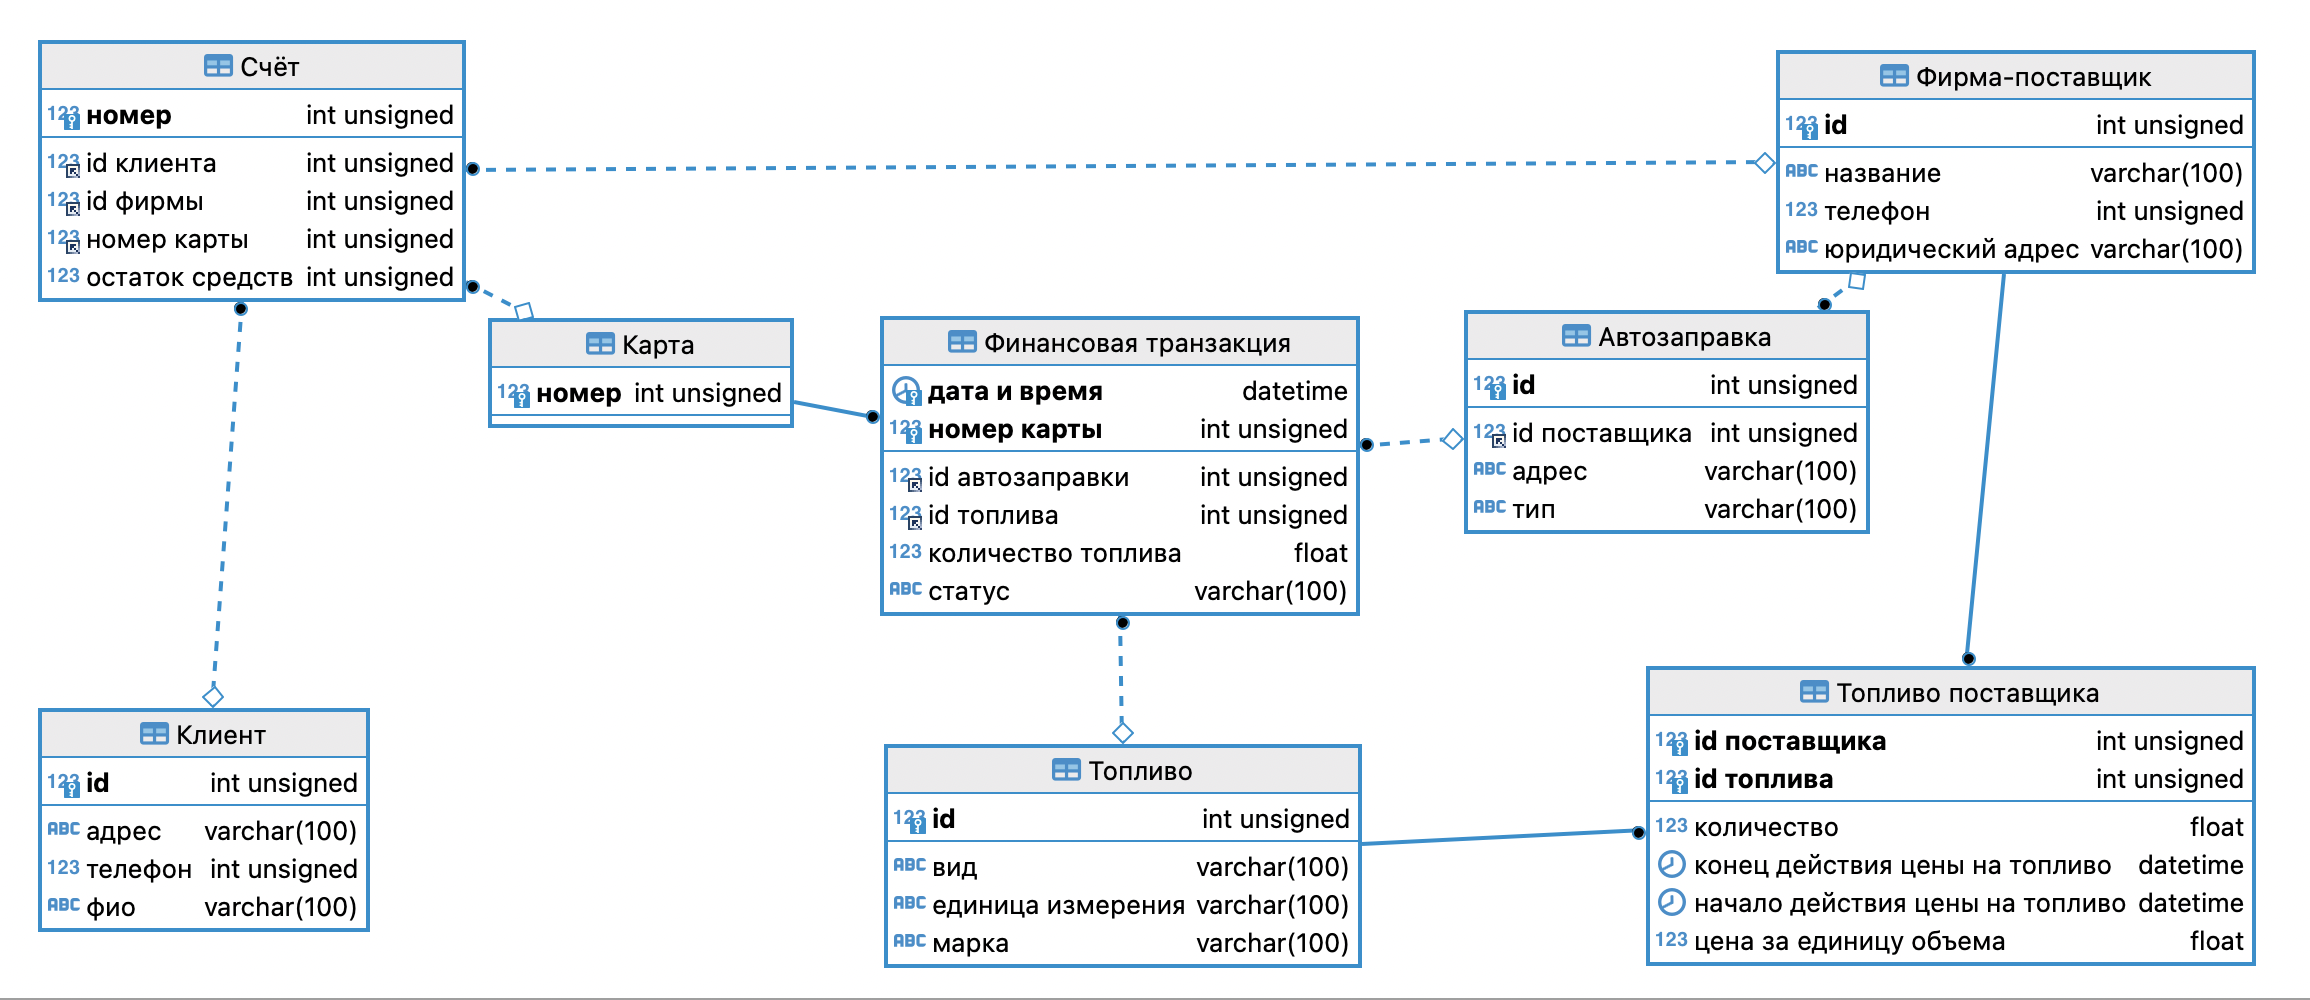 Счёт
123 номер int unsigned
123 id клиента int unsigned
123 id фирмы int unsigned
123 номер карты int unsigned
123 остаток средств int unsigned
Фирма-поставщик
123 id int unsigned
ABC название varchar(100)
123 телефон int unsigned
ABC юридический адрес varchar(100)
Карта
123 номер int unsigned
Финансовая транзакция
дата и время datetime
123 номер карты int unsigned
123 id автозаправки int unsigned
123 id топлива int unsigned
123 количество топлива float
ABC статус varchar(100)
Автозаправка
123 id int unsigned
123 id поставщика int unsigned
ABC адрес varchar(100)
ABC тип varchar(100)
Клиент
123 id int unsigned
ABC адрес varchar(100)
123 телефон int unsigned
ABC фио varchar(100)
Топливо
123 id int unsigned
ABC вид varchar(100)
ABC единица измерения varchar(100)
ABC марка varchar(100)
Топливо поставщика
123 id поставщика int unsigned
123 id топлива int unsigned
123 количество float
конец действия цены на топливо datetime
начало действия цены на топливо datetime
123 цена за единицу объема float